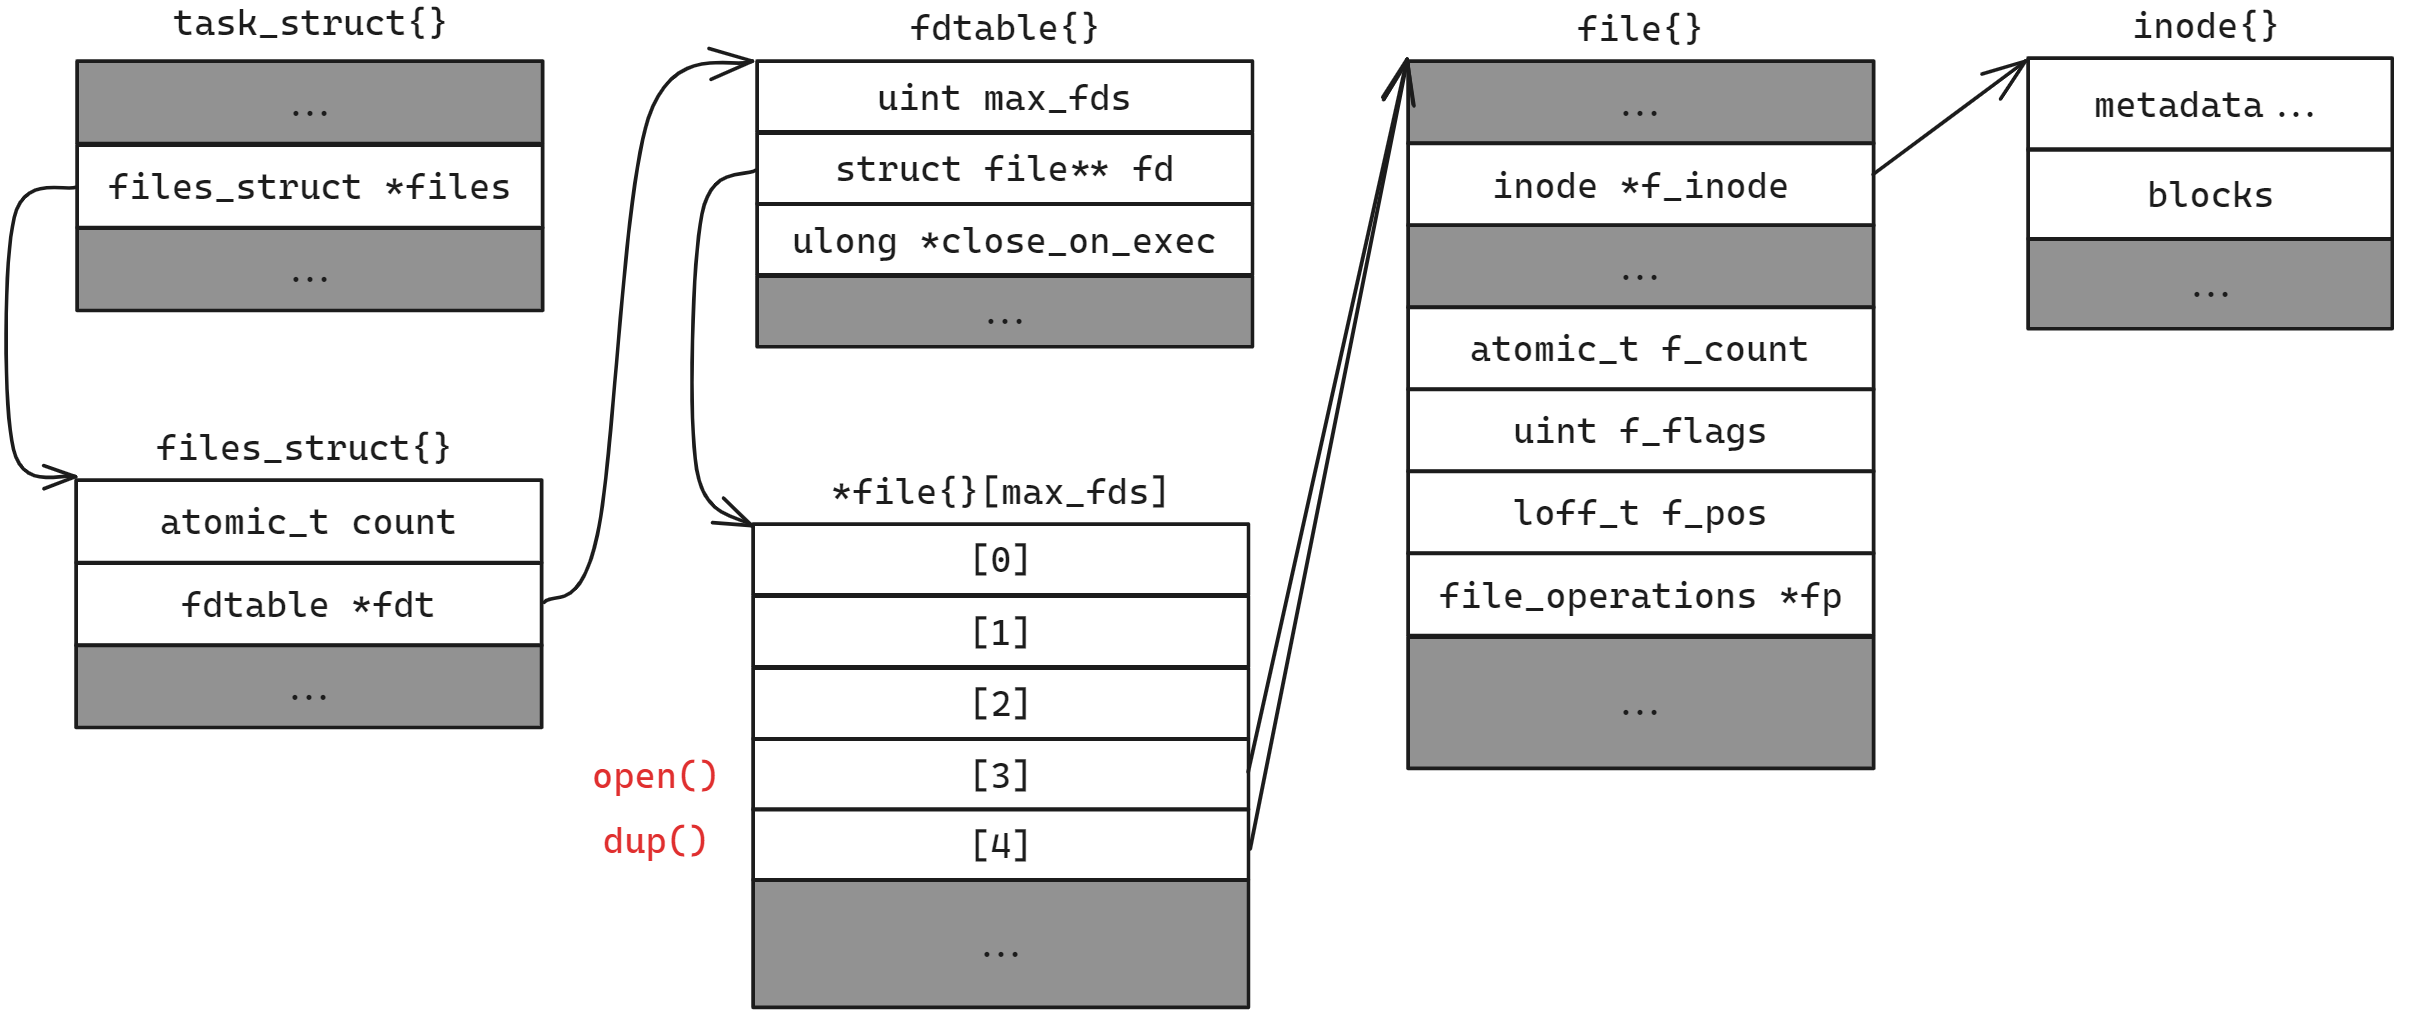 task_struct{}
...
files_struct *files
...
files_struct{}
atomic_t count
fdtable *fdt
...
fdtable{}
uint max_fds
struct file** fd
ulong *close_on_exec
...
*file{}[max_fds]
[0]
[1]
[2]
open()
[3]
dup()
[4]
...
file{}
...
inode *f_inode
...
atomic_t f_count
uint f_flags
loff_t f_pos
file_operations *fp
...
inode{}
metadata ...
blocks
...